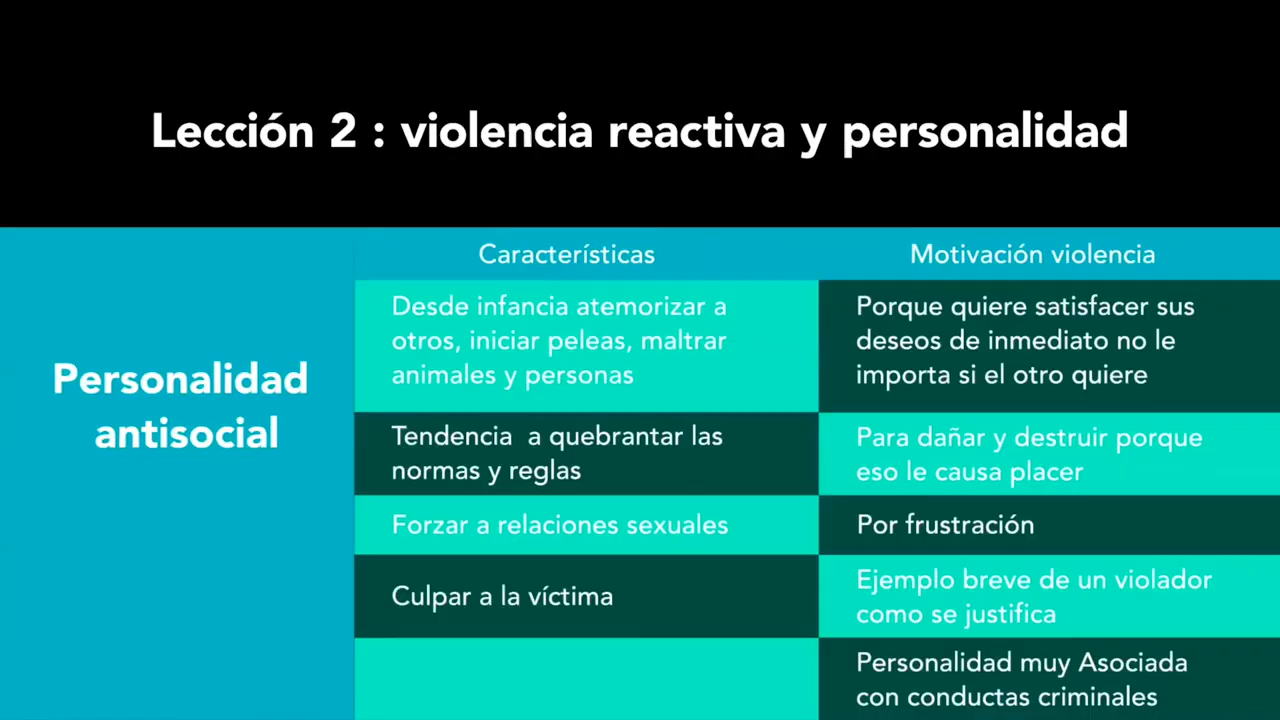 Lección 2 : violencia reactiva y personalidad
Características
Motivación violencia
Personalidad
antisocial
Desde infancia atemorizar a
otros, iniciar peleas, maltrar
animales y personas
Porque quiere satisfacer sus
deseos de inmediato no le
importa si el otro quiere
Tendencia a quebrantar las
normas y reglas
Para dañar y destruir porque
eso le causa placer
Forzar a relaciones sexuales
Por frustración
Culpar a la víctima
Ejemplo breve de un violador
como se justifica
Personalidad muy Asociada
con conductas criminales